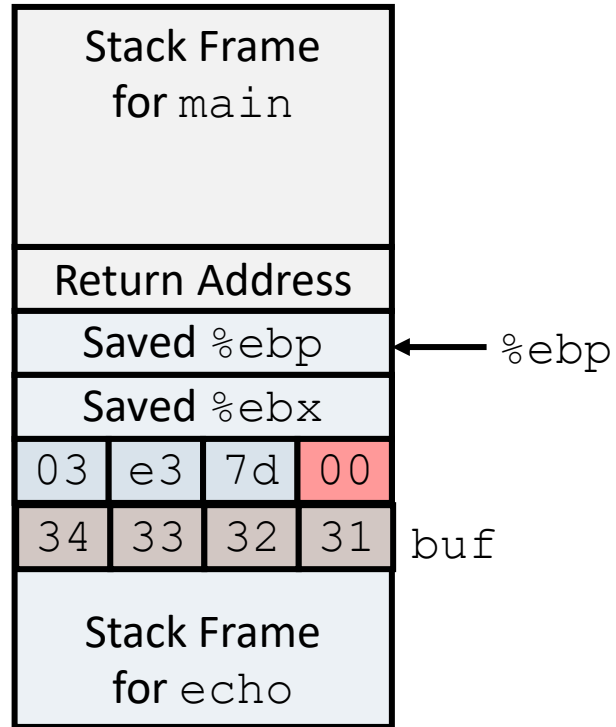 Stack Frame
for main
Return Address
Saved %ebp
%ebp
Saved %ebx
03 e3 7d 00
34 33 32 31
buf
Stack Frame
for echo